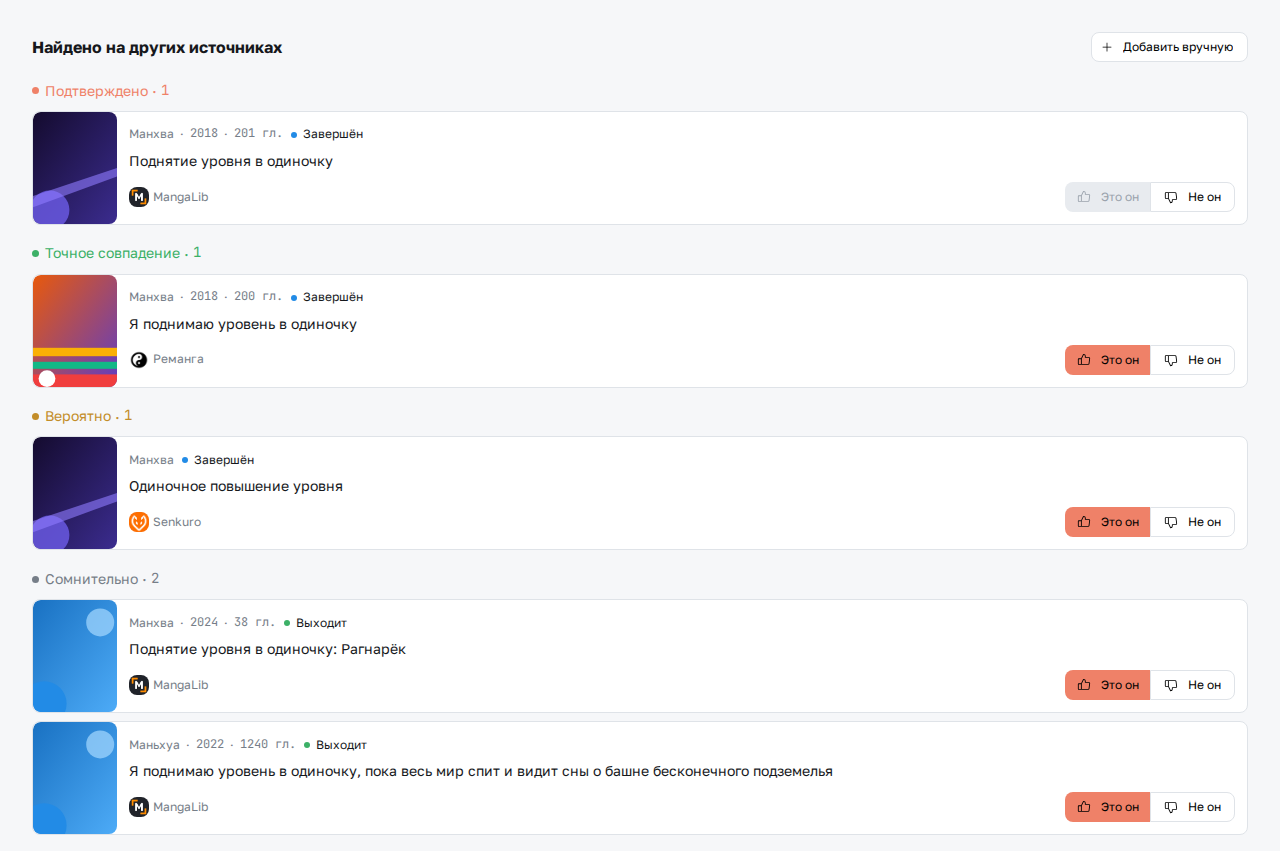 Найдено на других источниках
Добавить вручную
Подтверждено · 1
Манхва · 2018 · 201 гл. Завершён
Поднятие уровня в одиночку
MangaLib
Это он Не он
Точное совпадение · 1
Манхва · 2018 · 200 гл. Завершён
Я поднимаю уровень в одиночку
Реманга
Это он Не он
Вероятно · 1
Манхва Завершён
Одиночное повышение уровня
Senkuro
Это он Не он
Сомнительно · 2
Манхва · 2024 · 38 гл. Выходит
Поднятие уровня в одиночку: Рагнарёк
MangaLib
Это он Не он
Маньхуа · 2022 · 1240 гл. Выходит
Я поднимаю уровень в одиночку, пока весь мир спит и видит сны о башне бесконечного подземелья
MangaLib
Это он Не он